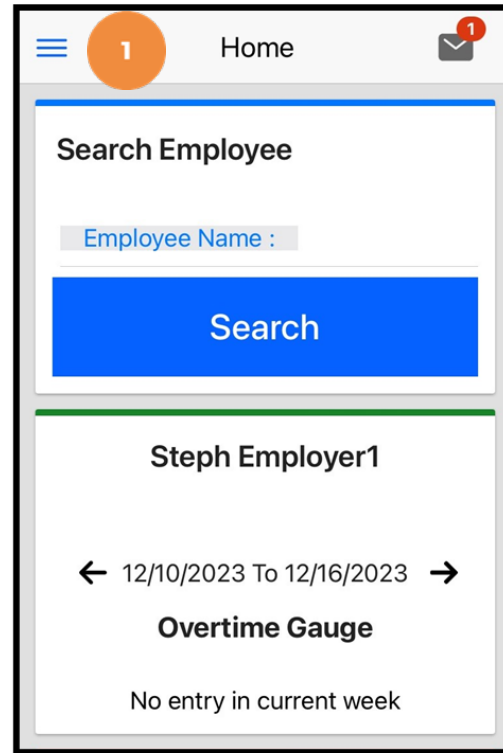 1 Home 1
Search Employee
Employee Name :
Search
Steph Employer1
12/10/2023 To 12/16/2023
Overtime Gauge
No entry in current week